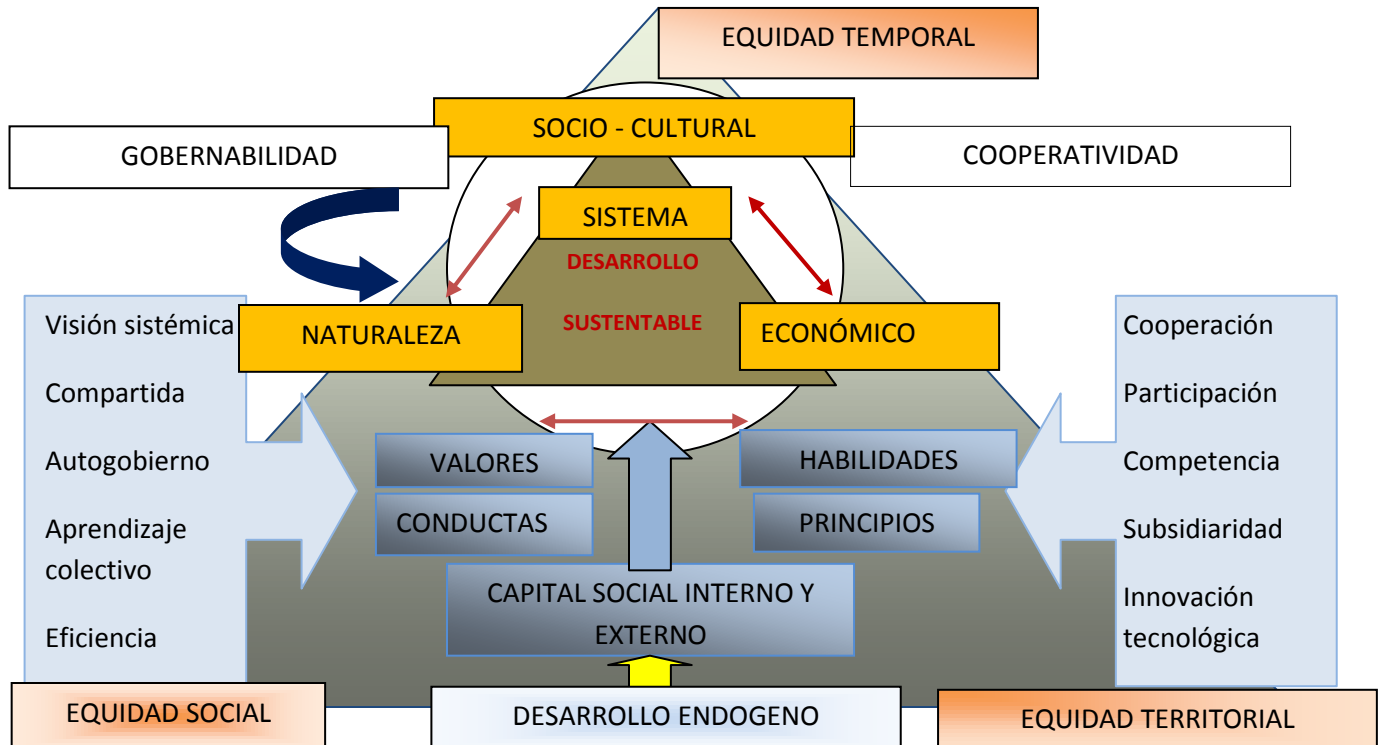 EQUIDAD TEMPORAL
SOCIO - CULTURAL
GOBERNABILIDAD
COOPERATIVIDAD
SISTEMA
DESARROLLO
SUSTENTABLE
NATURALEZA
ECONÓMICO
Visión sistémica
Compartida
Autogobierno
Aprendizaje
colectivo
Eficiencia
Cooperación
Participación
Competencia
Subsidiaridad
Innovación
tecnológica
VALORES
HABILIDADES
CONDUCTAS
PRINCIPIOS
CAPITAL SOCIAL INTERNO Y
EXTERNO
EQUIDAD SOCIAL
DESARROLLO ENDOGENO
EQUIDAD TERRITORIAL